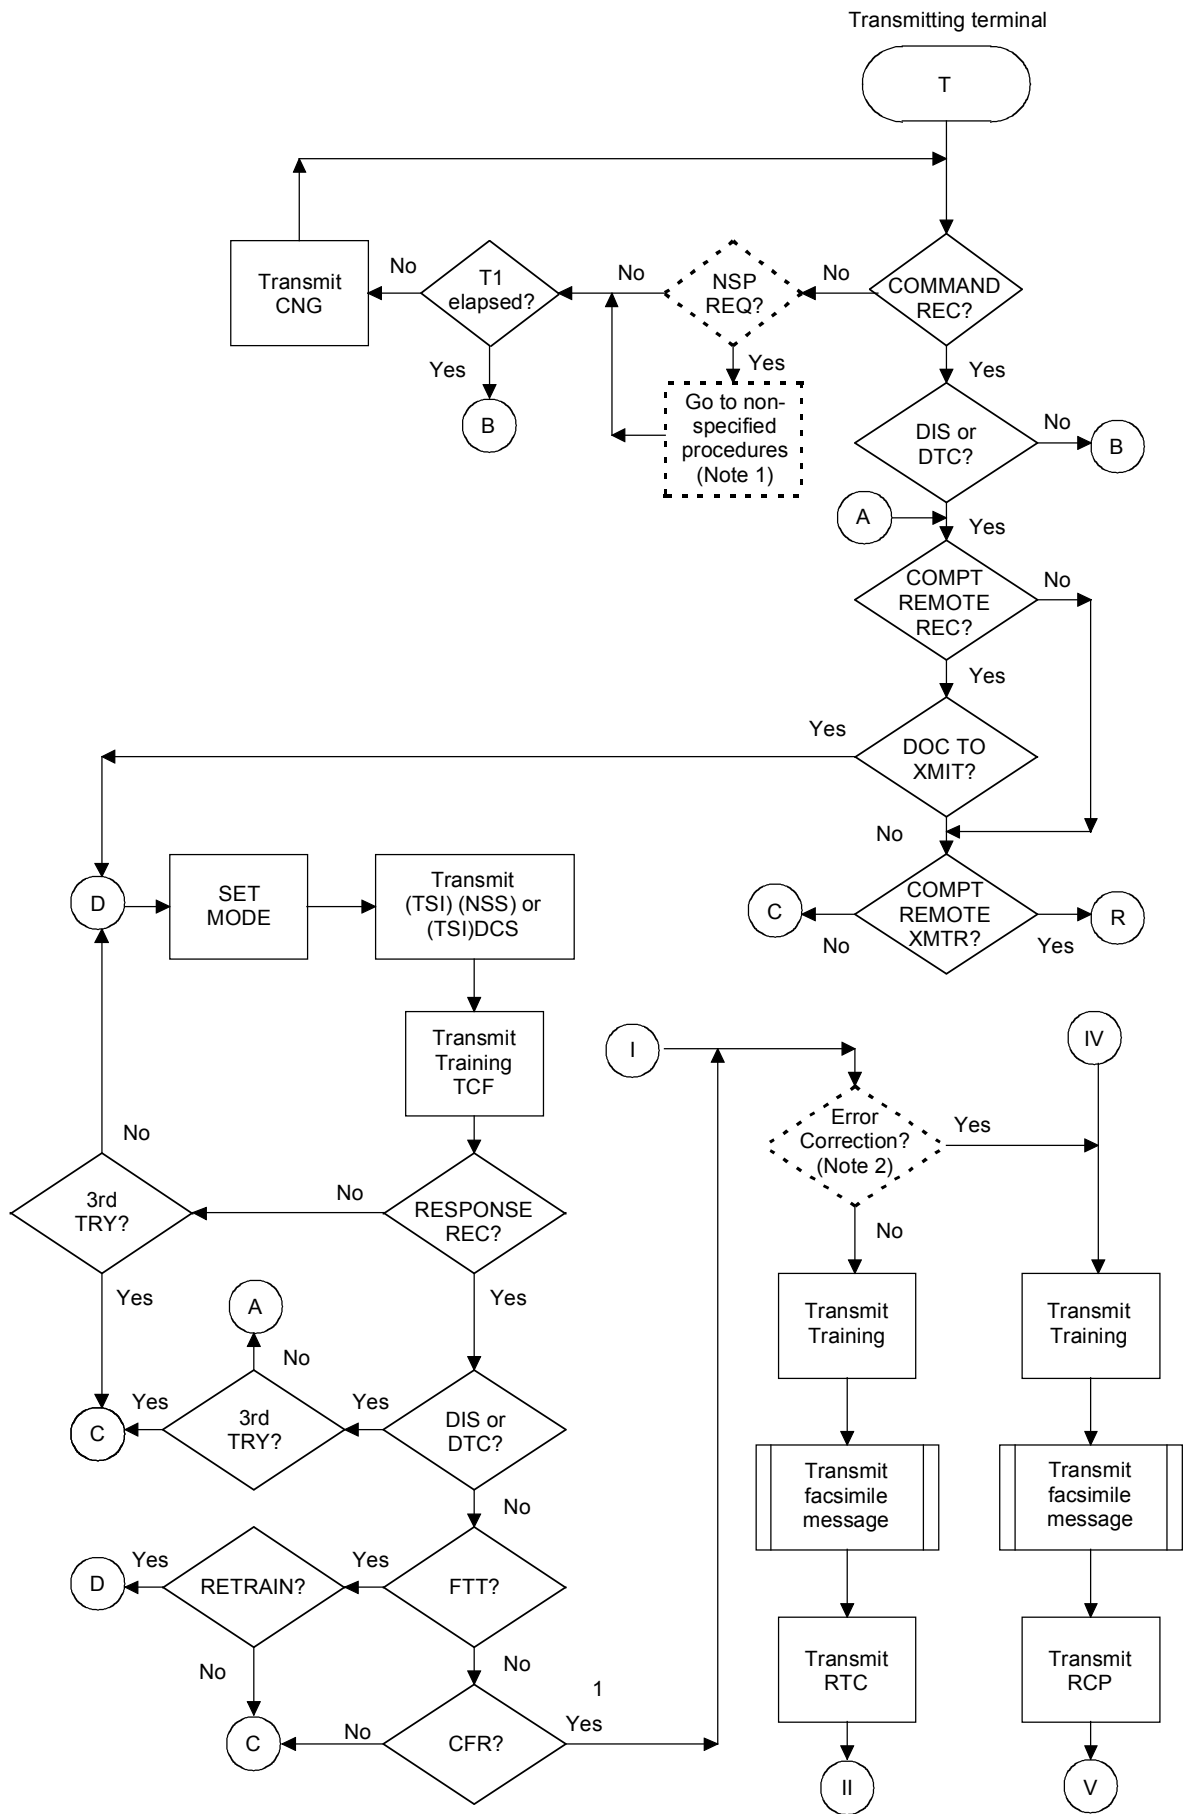 Transmitting terminal
T
Transmit
CNG
No
T1
elapsed?
No
NSP
REQ?
No
COMMAND
REC?
Yes
Yes
Yes
B
Go to non-
specified
procedures
(Note 1)
DIS or
DTC?
No
B
A
Yes
COMPT
REMOTE
REC?
No
Yes
Yes
DOC TO
XMIT?
No
D
SET
MODE
Transmit
(TSI) (NSS) or
(TSI)DCS
C
No
COMPT
REMOTE
XMTR?
Yes
R
Transmit
Training
TCF
I
IV
Error
Correction?
(Note 2)
Yes
No
No
3rd
TRY?
No
RESPONSE
REC?
Yes
Yes
A
No
Transmit
Training
Transmit
Training
C
Yes
3rd
TRY?
Yes
DIS or
DTC?
No
Transmit
facsimile
message
Transmit
facsimile
message
D
Yes
RETRAIN?
Yes
FTT?
No
No
Transmit
RTC
Transmit
RCP
C
No
CFR?
1
Yes
II
V